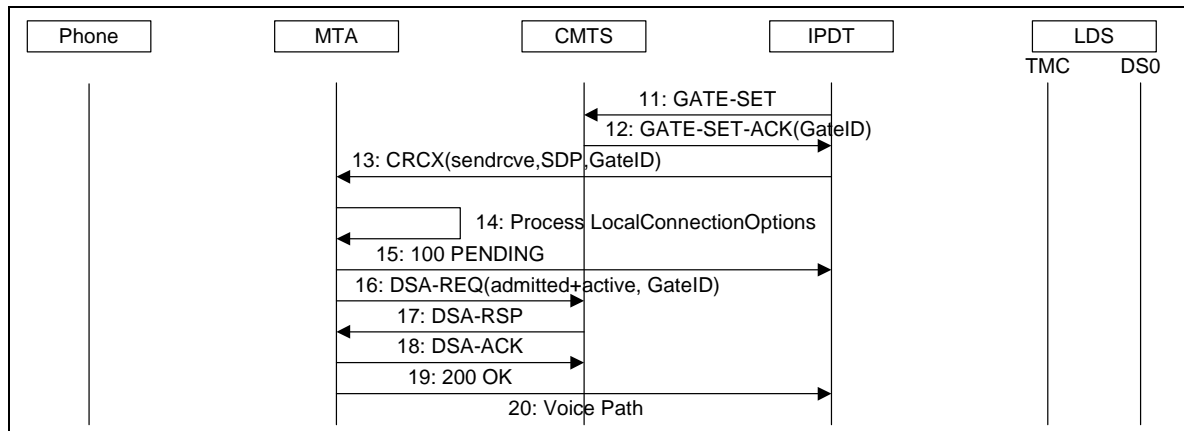 Phone MTA CMTS IPDT LDS
TMC DS0
11: GATE-SET
12: GATE-SET-ACK(GateID)
13: CRCX(sendrcve,SDP,GateID)
14: Process LocalConnectionOptions
15: 100 PENDING
16: DSA-REQ(admitted+active, GateID)
17: DSA-RSP
18: DSA-ACK
19: 200 OK
20: Voice Path